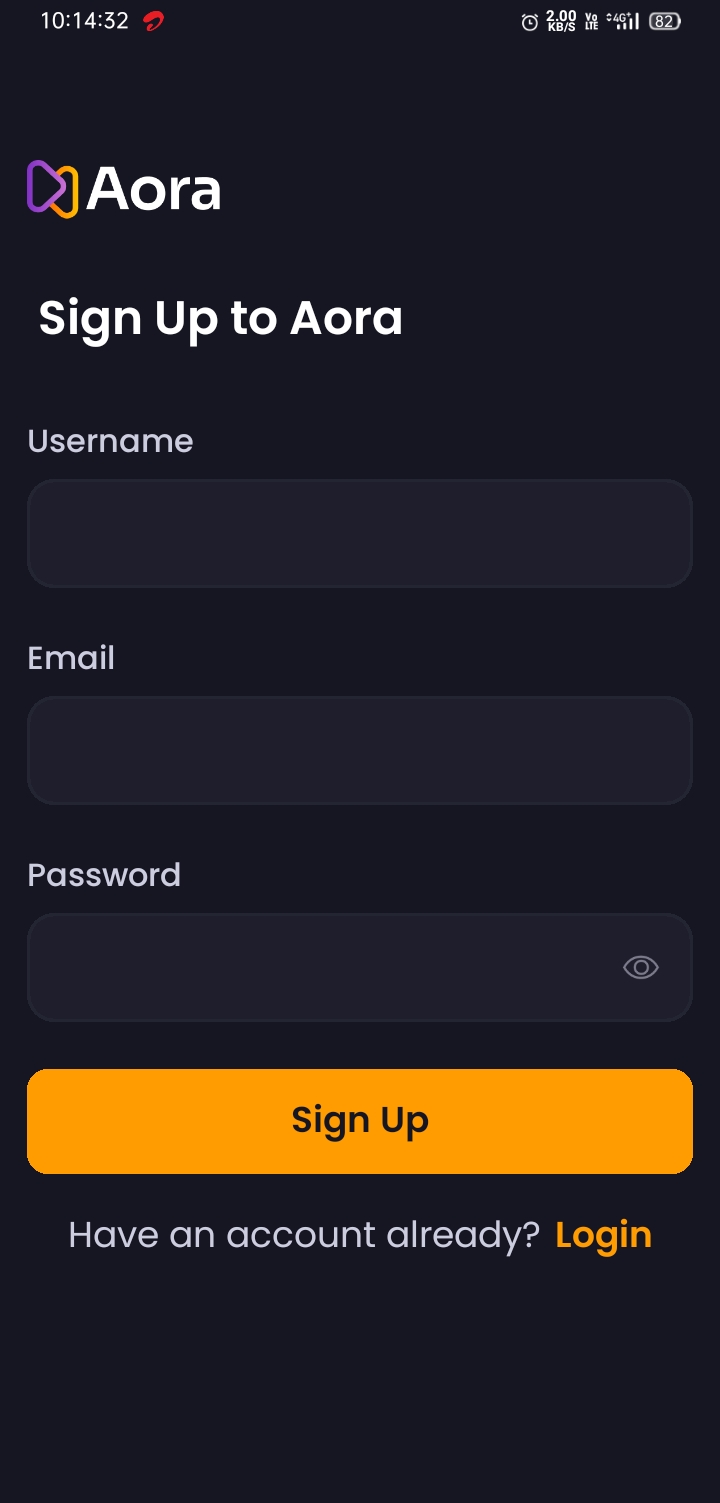 10:14:32 2.00 KB/S Vo LTE 4G+ 82
Aora
Sign Up to Aora
Username
Email
Password
Sign Up
Have an account already? Login